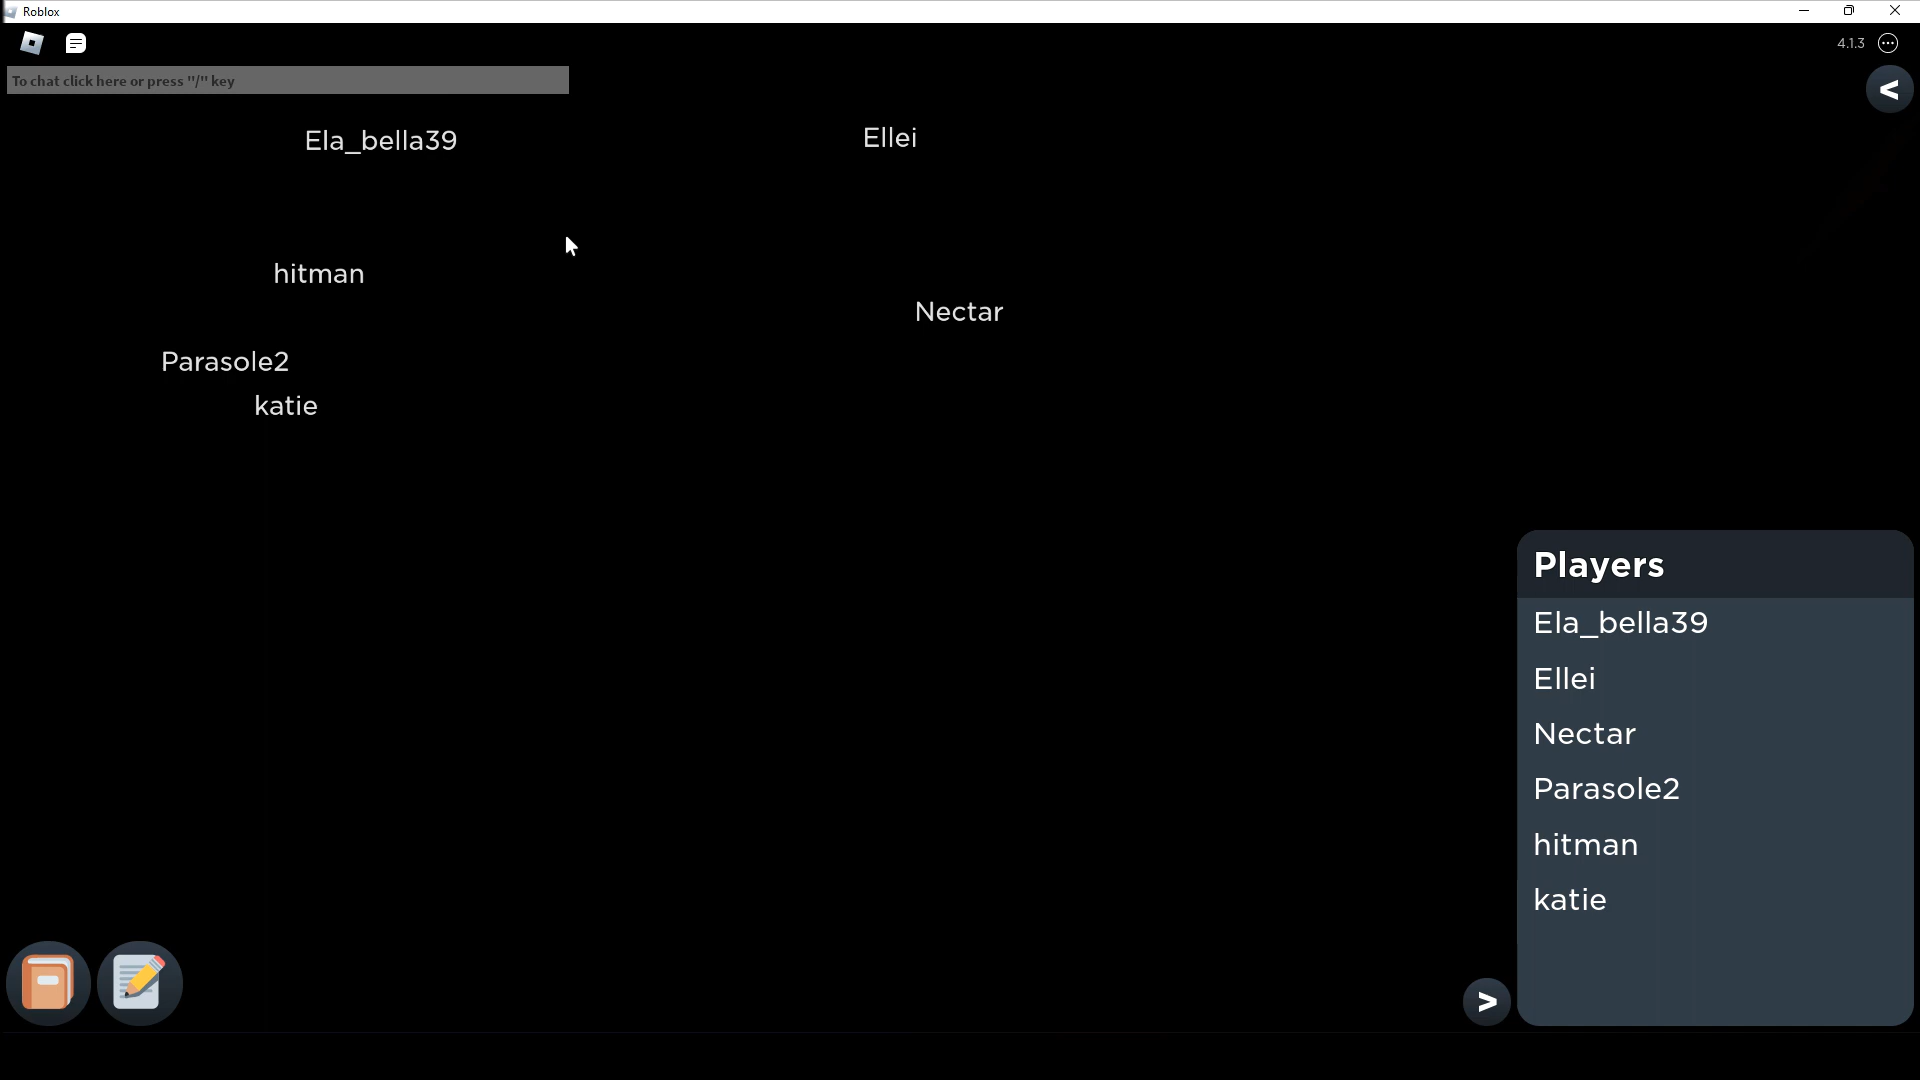 Roblox
4.1.3
To chat click here or press "/" key
Ela_bella39
Ellei
hitman
Nectar
Parasole2
katie
Players
Ela_bella39
Ellei
Nectar
Parasole2
hitman
katie